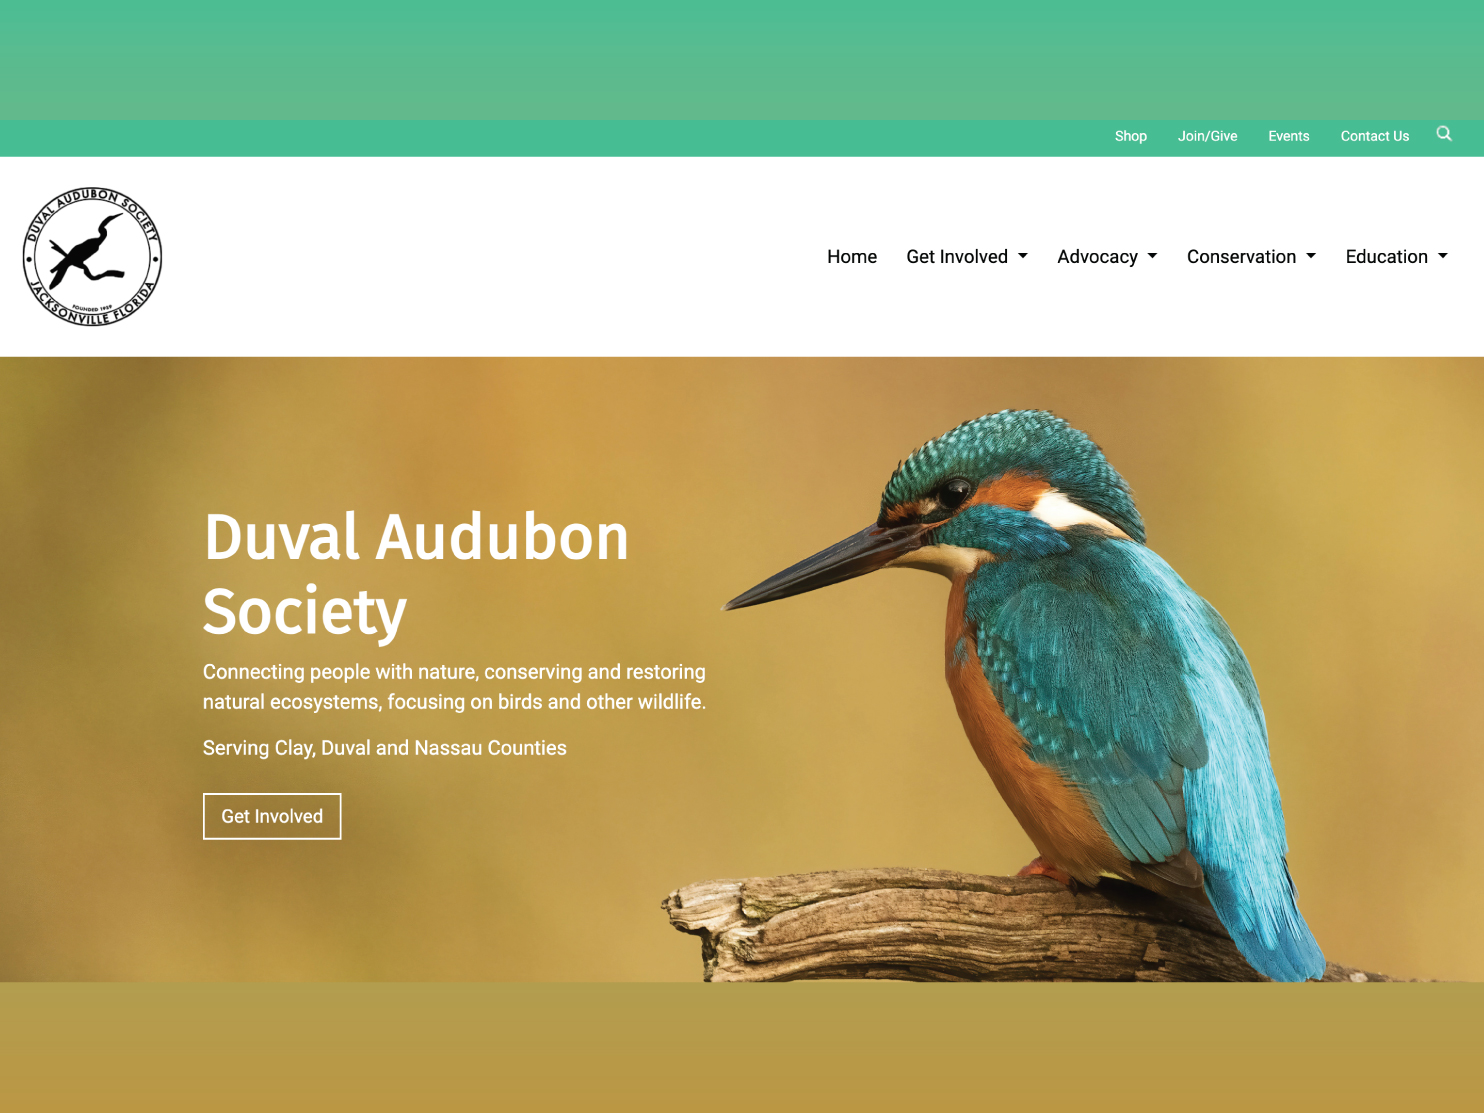 Shop Join/Give Events Contact Us
DUVAL AUDUBON SOCIETY
FOUNDED 1939
JACKSONVILLE FLORIDA
Home Get Involved Advocacy Conservation Education
Duval Audubon
Society
Connecting people with nature, conserving and restoring
natural ecosystems, focusing on birds and other wildlife.
Serving Clay, Duval and Nassau Counties
Get Involved